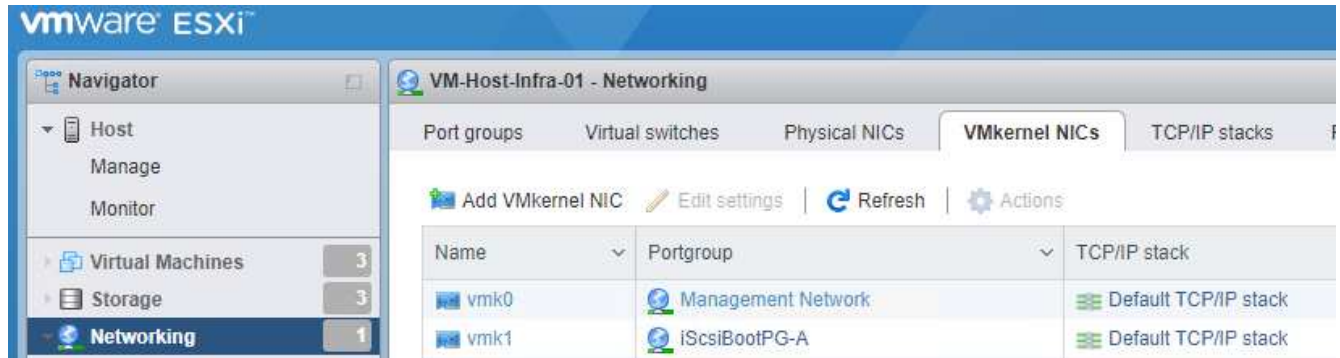 vmware ESXi™
Navigator
VM-Host-Infra-01 - Networking
Host
Manage
Monitor
Virtual Machines 3
Storage 3
Networking 1
Port groups Virtual switches Physical NICs VMkernel NICs TCP/IP stacks
Add VMkernel NIC Edit settings Refresh Actions
Name Portgroup TCP/IP stack
vmk0 Management Network Default TCP/IP stack
vmk1 iScsiBootPG-A Default TCP/IP stack